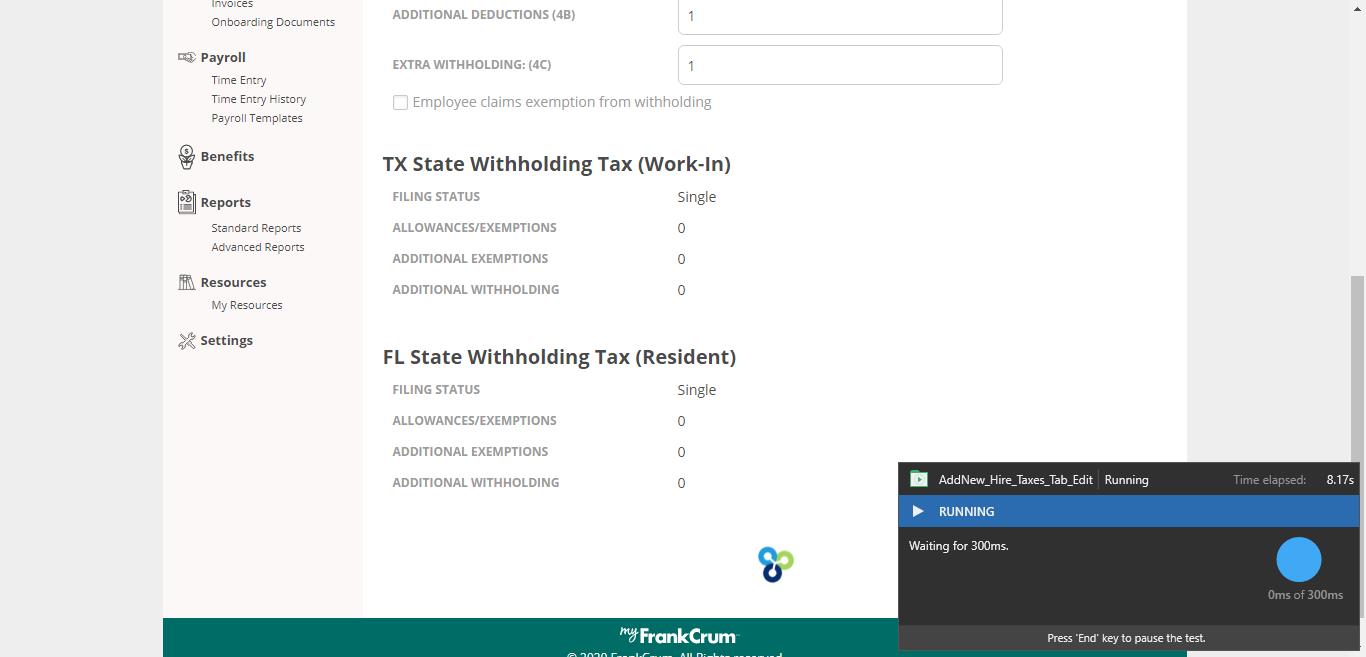 Invoices
Onboarding Documents
Payroll
Time Entry
Time Entry History
Payroll Templates
Benefits
Reports
Standard Reports
Advanced Reports
Resources
My Resources
Settings
ADDITIONAL DEDUCTIONS (4B) 1
EXTRA WITHHOLDING: (4C) 1
Employee claims exemption from withholding
TX State Withholding Tax (Work-In)
FILING STATUS Single
ALLOWANCES/EXEMPTIONS 0
ADDITIONAL EXEMPTIONS 0
ADDITIONAL WITHHOLDING 0
FL State Withholding Tax (Resident)
FILING STATUS Single
ALLOWANCES/EXEMPTIONS 0
ADDITIONAL EXEMPTIONS 0
ADDITIONAL WITHHOLDING 0
AddNew_Hire_Taxes_Tab_Edit Running Time elapsed: 8.17s
RUNNING
Waiting for 300ms.
0ms of 300ms
Press 'End' key to pause the test.
my FrankCrum
© 2020 FrankCrum. All Rights reserved